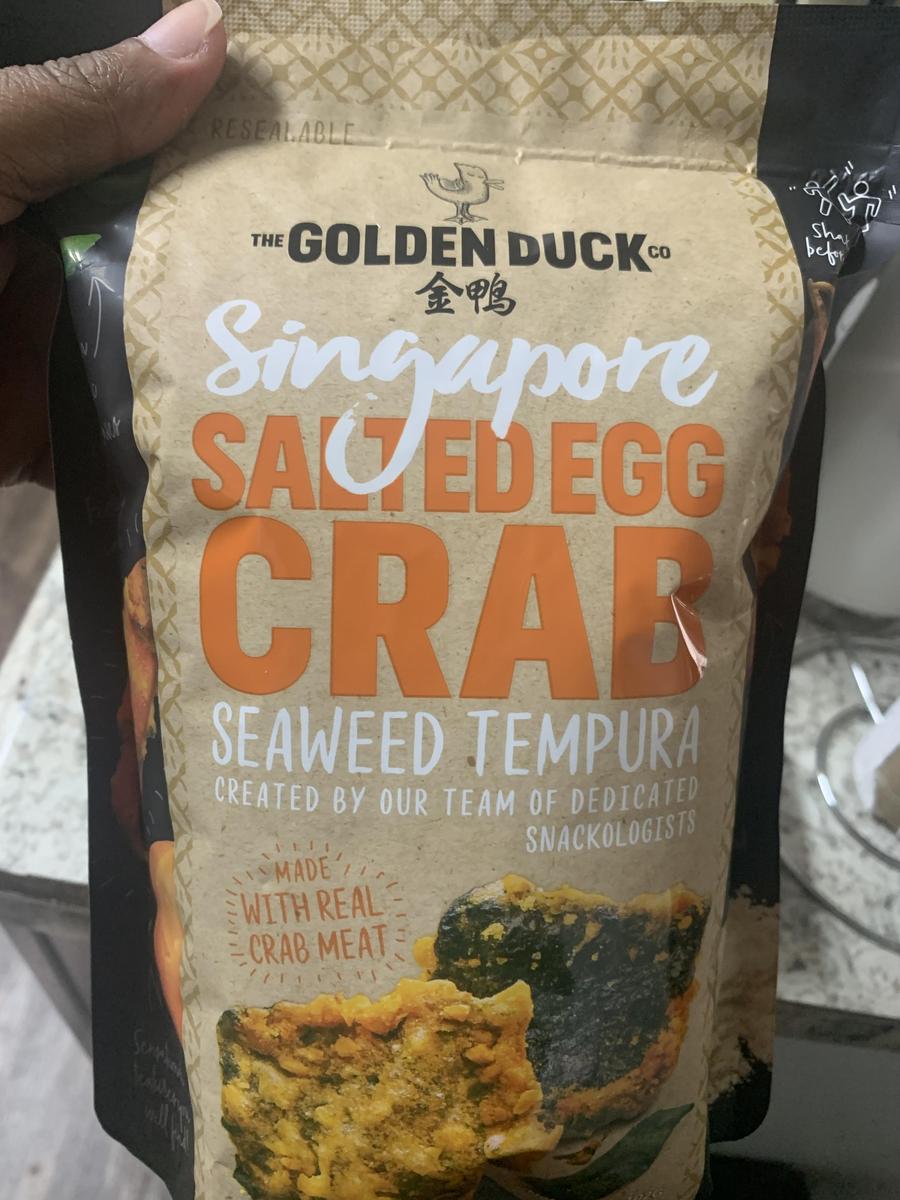 RESEALABLE
THE GOLDEN DUCK CO
金鴨
Singapore
SALTED EGG
CRAB
SEAWEED TEMPURA
CREATED BY OUR TEAM OF DEDICATED
SNACKOLOGISTS
MADE
WITH REAL
CRAB MEAT